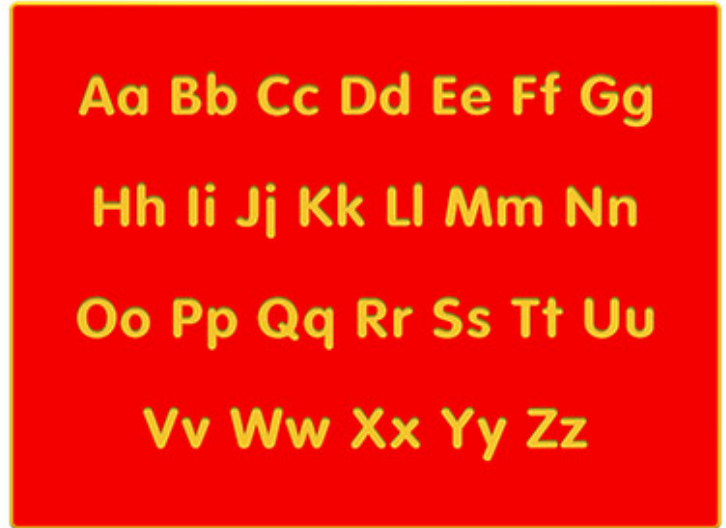 Aa Bb Cc Dd Ee Ff Gg
Hh Ii Jj Kk Ll Mm Nn
Oo Pp Qq Rr Ss Tt Uu
Vv Ww Xx Yy Zz